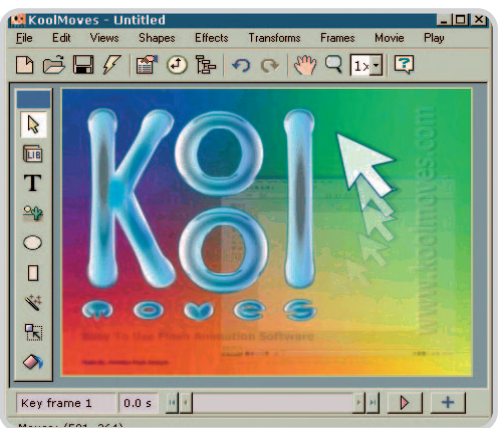 KoolMoves - Untitled
File Edit Views Shapes Effects Transforms Frames Movie Play
1x
LIB
T
Kool
moves
www.koolmoves.com
Easy To Use Flash Animation Software
Key frame 1 0.0 s